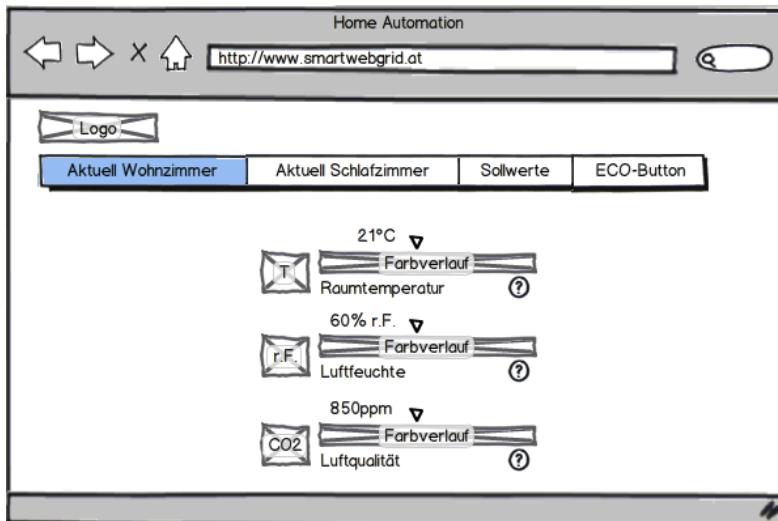 Home Automation
http://www.smartwebgrid.at
Logo
Aktuell Wohnzimmer Aktuell Schlafzimmer Sollwerte ECO-Button
21°C
T Farbverlauf
Raumtemperatur ?
60% r.F.
r.F. Farbverlauf
Luftfeuchte ?
850ppm
CO2 Farbverlauf
Luftqualität ?